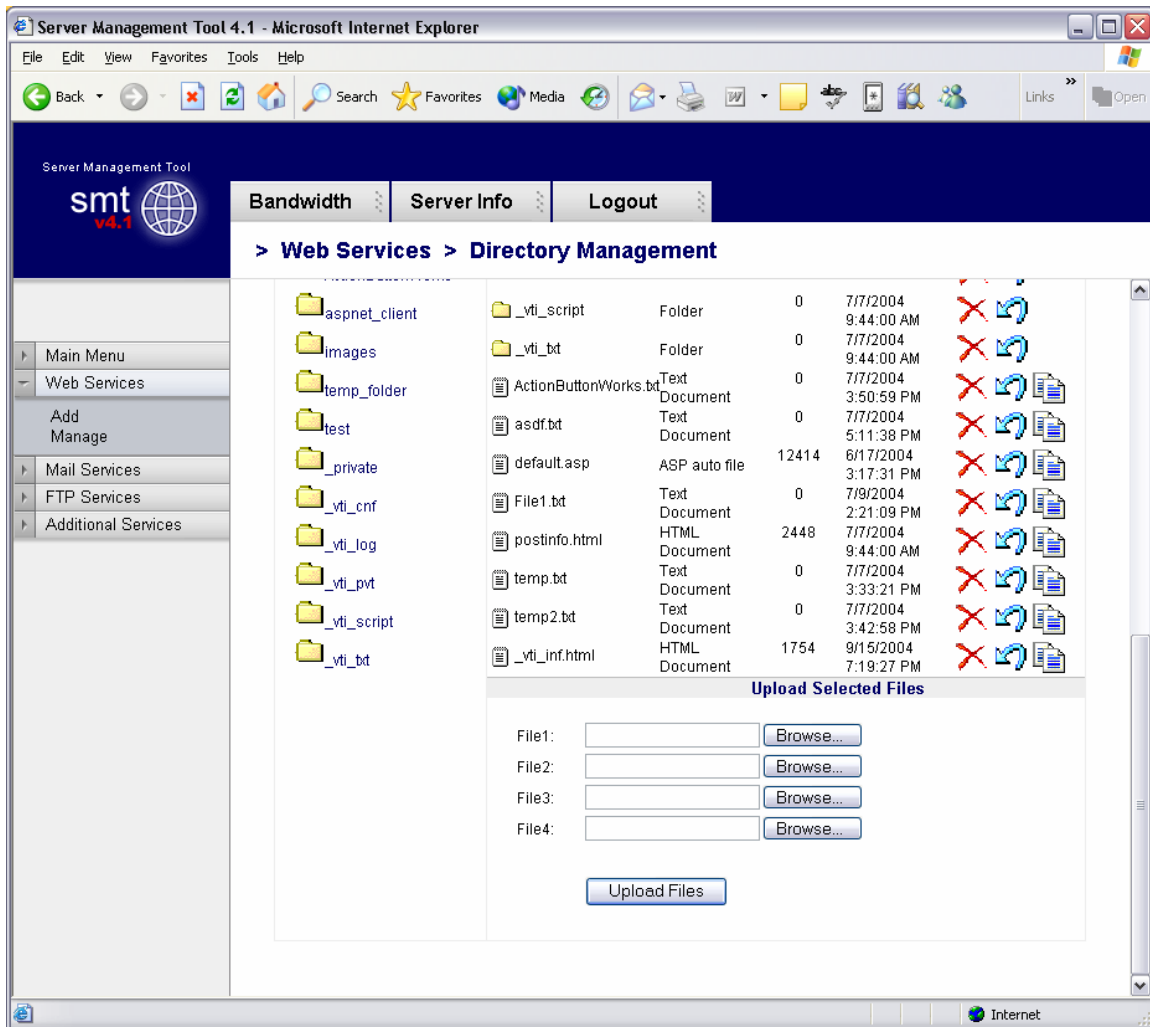 Server Management Tool 4.1 - Microsoft Internet Explorer
File Edit View Favorites Tools Help
Back Search Favorites Media Links » Open
Server Management Tool
smt
v4.1
Bandwidth Server Info Logout
> Web Services > Directory Management
Main Menu
Web Services
Add
Manage
Mail Services
FTP Services
Additional Services
aspnet_client
images
temp_folder
test
_private
_vti_cnf
_vti_log
_vti_pvt
_vti_script
_vti_txt
_vti_script Folder 0 7/7/2004
9:44:00 AM
_vti_txt Folder 0 7/7/2004
9:44:00 AM
ActionButtonWorks.txt Text 0 7/7/2004
Document 3:50:59 PM
asdf.txt Text 0 7/7/2004
Document 5:11:38 PM
default.asp ASP auto file 12414 6/17/2004
3:17:31 PM
File1.txt Text 0 7/9/2004
Document 2:21:09 PM
postinfo.html HTML 2448 7/7/2004
Document 9:44:00 AM
temp.txt Text 0 7/7/2004
Document 3:33:21 PM
temp2.txt Text 0 7/7/2004
Document 3:42:58 PM
_vti_inf.html HTML 1754 9/15/2004
Document 7:19:27 PM
Upload Selected Files
File1: Browse...
File2: Browse...
File3: Browse...
File4: Browse...
Upload Files
Internet